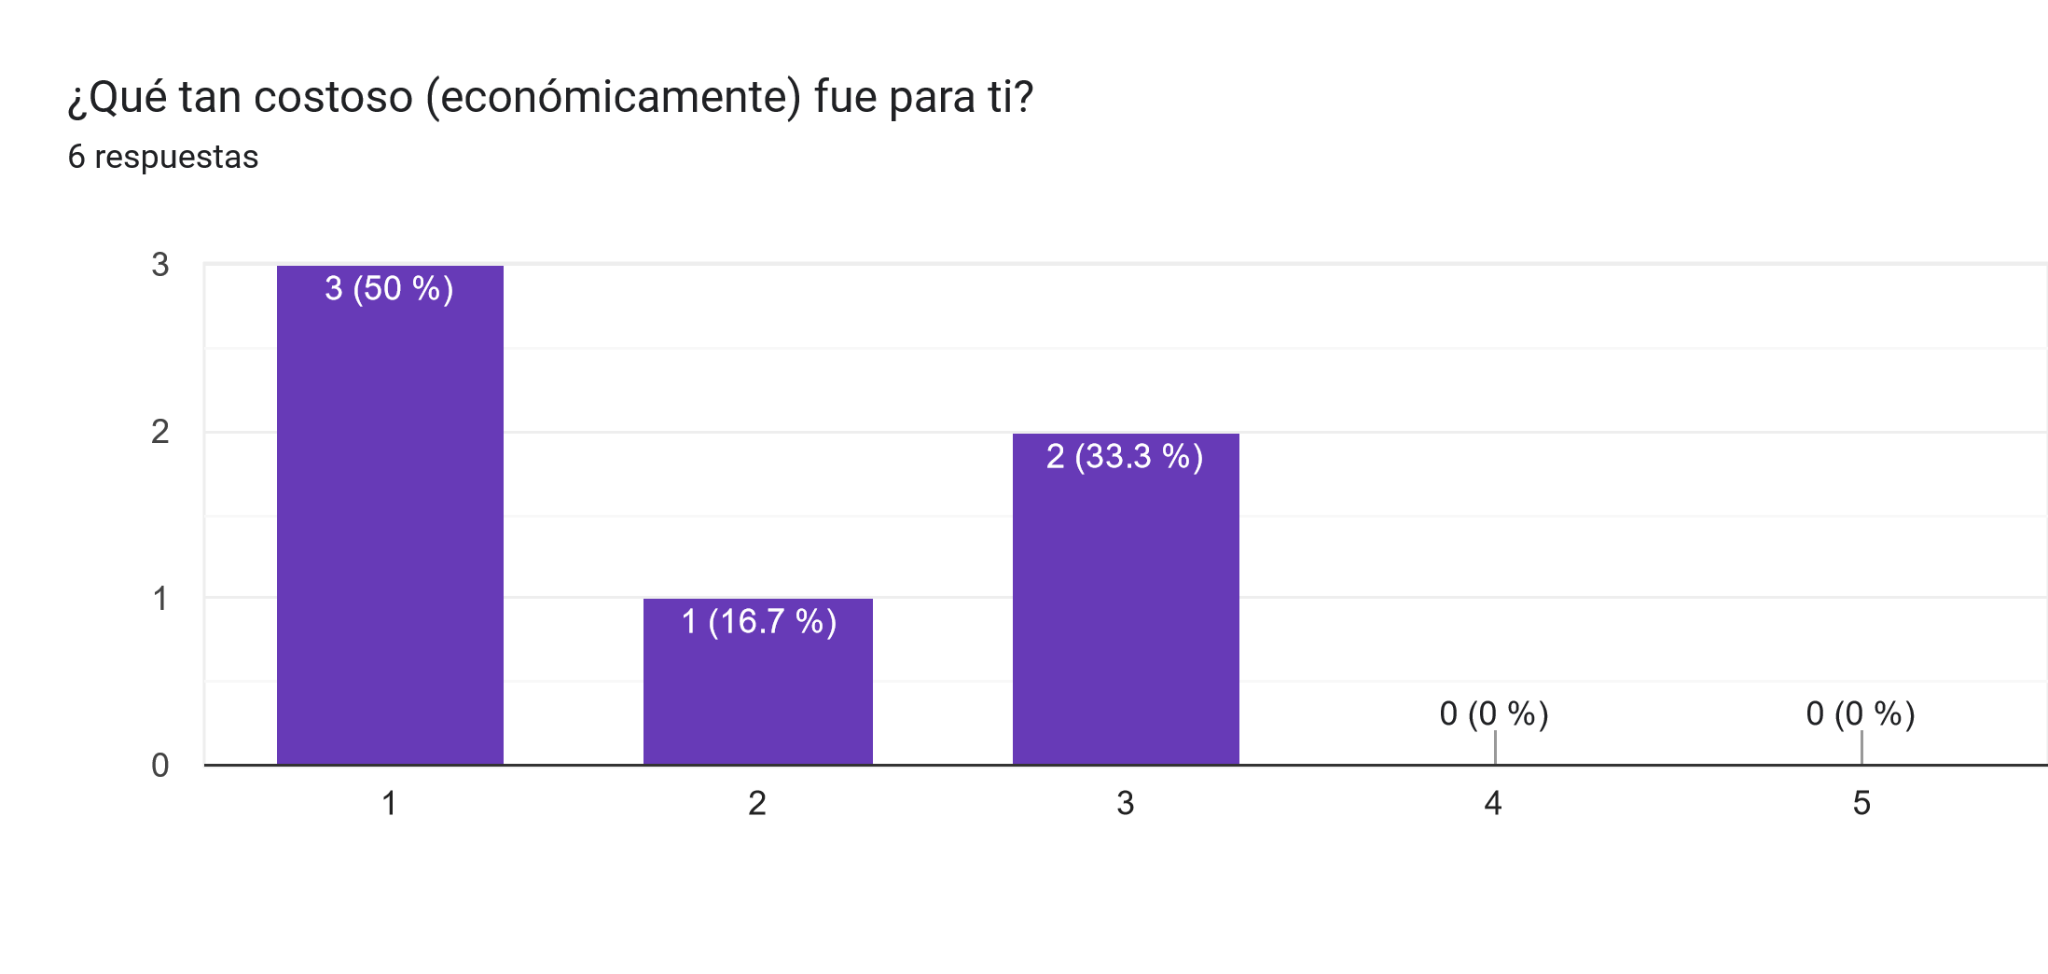 ¿Qué tan costoso (económicamente) fue para ti?
6 respuestas
3
3 (50 %)
2
2 (33.3 %)
1
1 (16.7 %)
0 (0 %)
0 (0 %)
0
1
2
3
4
5